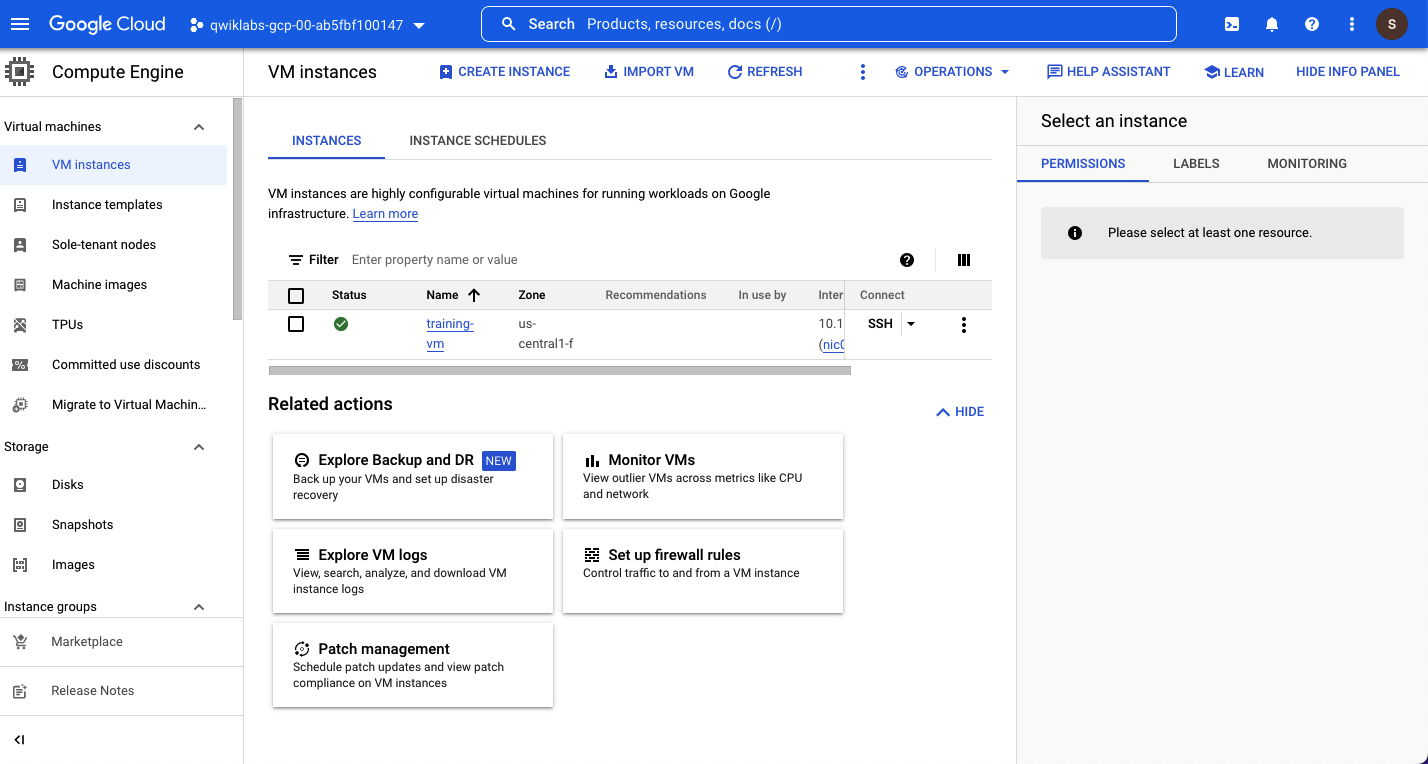 Google Cloud
qwiklabs-gcp-00-ab5fbf100147
Search Products, resources, docs (/)
S
Compute Engine
Virtual machines
VM instances
Instance templates
Sole-tenant nodes
Machine images
TPUs
Committed use discounts
Migrate to Virtual Machin...
Storage
Disks
Snapshots
Images
Instance groups
Marketplace
Release Notes
VM instances
CREATE INSTANCE
IMPORT VM
REFRESH
OPERATIONS
HELP ASSISTANT
LEARN
HIDE INFO PANEL
INSTANCES
INSTANCE SCHEDULES
VM instances are highly configurable virtual machines for running workloads on Google
infrastructure. Learn more
Filter Enter property name or value
Status Name Zone Recommendations In use by Inter Connect
training- us- 10.1 SSH
vm central1-f (nic0
Related actions
HIDE
Explore Backup and DR NEW
Back up your VMs and set up disaster
recovery
Monitor VMs
View outlier VMs across metrics like CPU
and network
Explore VM logs
View, search, analyze, and download VM
instance logs
Set up firewall rules
Control traffic to and from a VM instance
Patch management
Schedule patch updates and view patch
compliance on VM instances
Select an instance
PERMISSIONS
LABELS
MONITORING
Please select at least one resource.